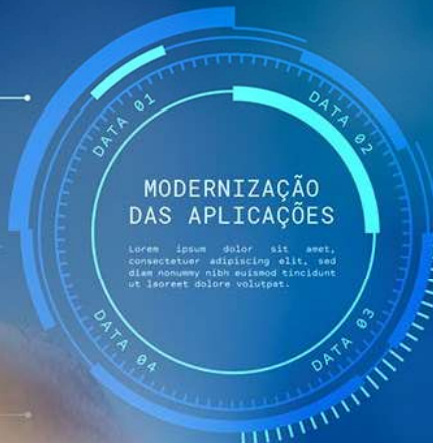 DATA 01
DATA 02
MODERNIZAÇÃO
DAS APLICAÇÕES
Lorem ipsum dolor sit amet,
consectetuer adipiscing elit, sed
diam nonummy nibh euismod tincidunt
ut laoreet dolore volutpat.
DATA 04
DATA 03